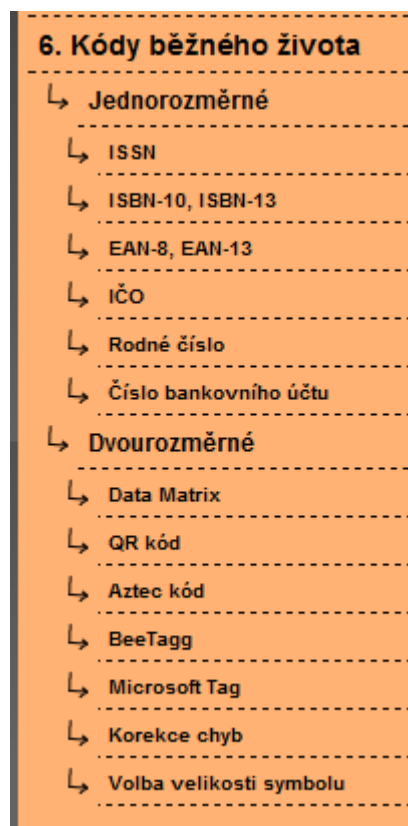 6. Kódy běžného života
Jednorozměrné
ISSN
ISBN-10, ISBN-13
EAN-8, EAN-13
IČO
Rodné číslo
Číslo bankovního účtu
Dvourozměrné
Data Matrix
QR kód
Aztec kód
BeeTagg
Microsoft Tag
Korekce chyb
Volba velikosti symbolu